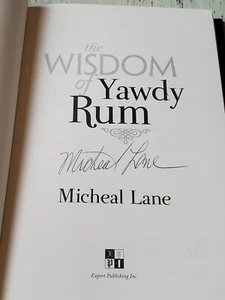 the
WISDOM
of Yawdy
Rum
Micheal Lane
Micheal Lane
Expert Publishing Inc.